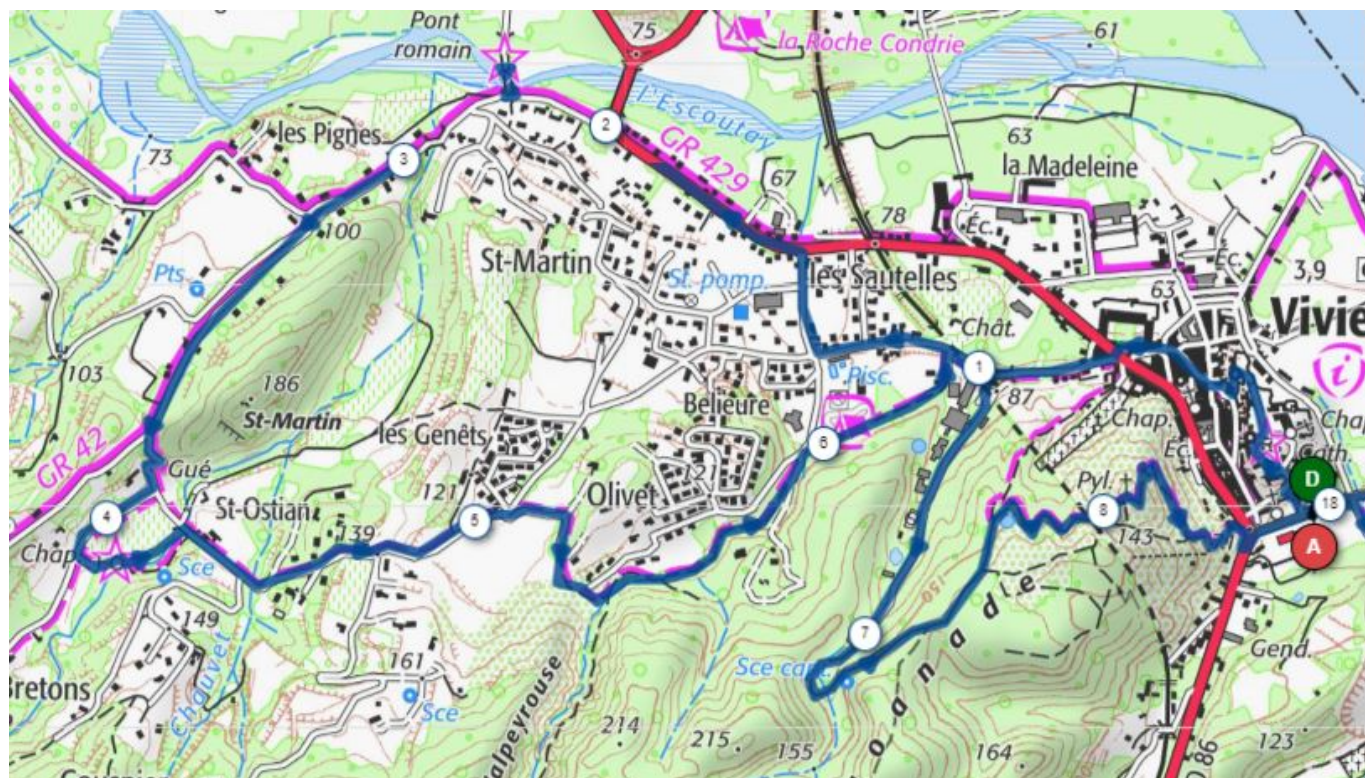 Pont
romain
75
la Roche Condrie
61
l'Escoutay
les Pignes
2
3
73
GR 429
67
63
la Madeleine
100
78
Éc.
Éc.
St-Martin
St. pomp.
les Sautelles
3,9
Pts
63
Vivie
Chât.
103
186
St-Martin
Pisc.
1
87
i
Belieure
Chap.
Chap
les Genêts
6
Éc.
Cath.
GR 42
Gué
121
121
Olivet
Pyl.
D
4
St-Ostian
5
8
18
139
143
A
Chap.
Sce
149
7
Gend.
161
Sce
Bretons
Chauvet
214
215
155
164
123
86